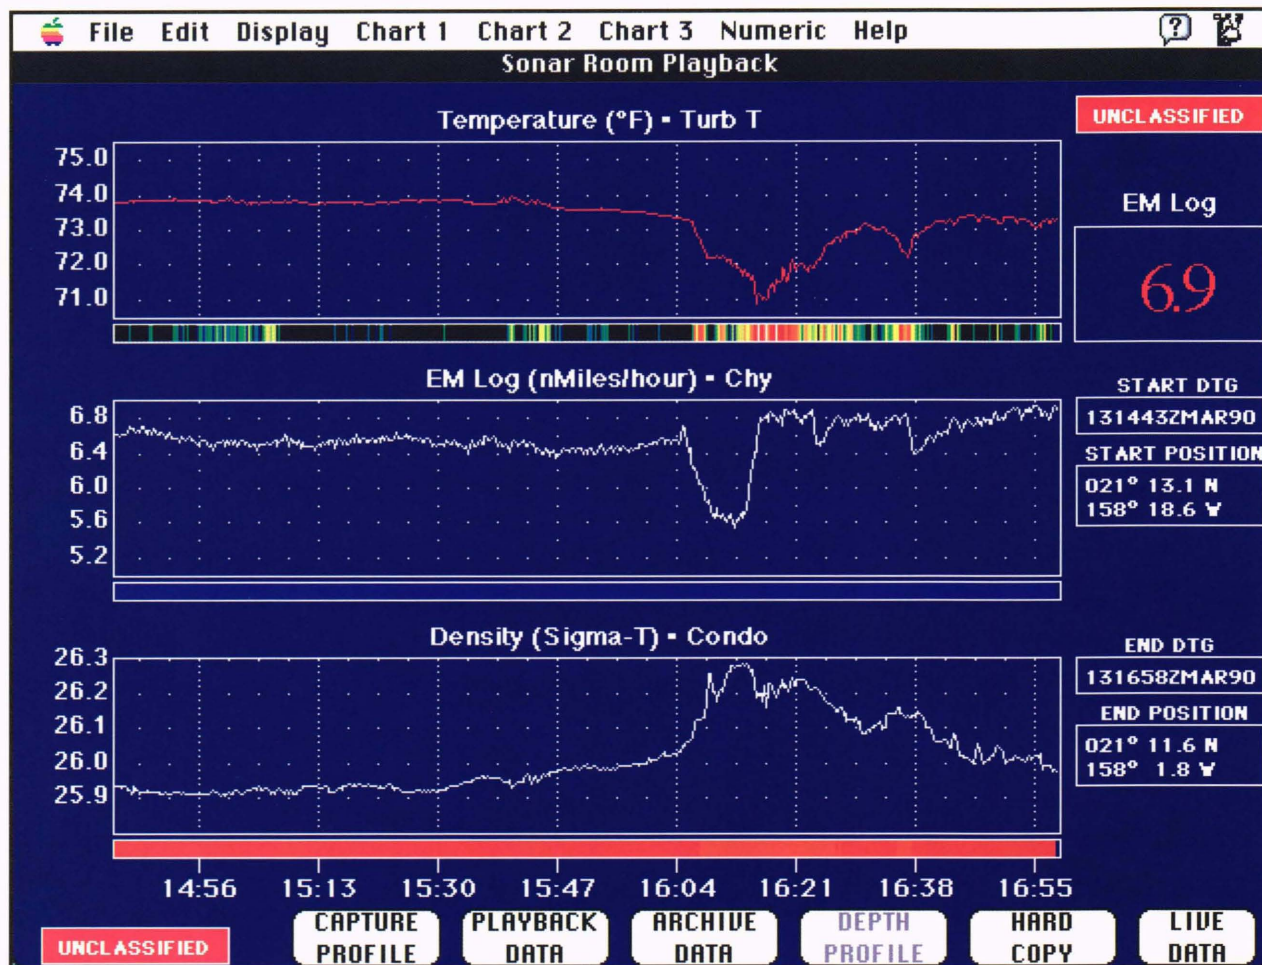 File Edit Display Chart 1 Chart 2 Chart 3 Numeric Help ?
Sonar Room Playback
Temperature (°F) - Turb T
UNCLASSIFIED
75.0
74.0
73.0
72.0
71.0
EM Log
6.9
EM Log (nMiles/hour) - Chy
6.8
6.4
6.0
5.6
5.2
START DTG
131443ZMAR90
START POSITION
021° 13.1 N
158° 18.6 W
Density (Sigma-T) - Condo
26.3
26.2
26.1
26.0
25.9
END DTG
131658ZMAR90
END POSITION
021° 11.6 N
158° 1.8 W
14:56 15:13 15:30 15:47 16:04 16:21 16:38 16:55
UNCLASSIFIED
CAPTURE
PROFILE
PLAYBACK
DATA
ARCHIVE
DATA
DEPTH
PROFILE
HARD
COPY
LIVE
DATA